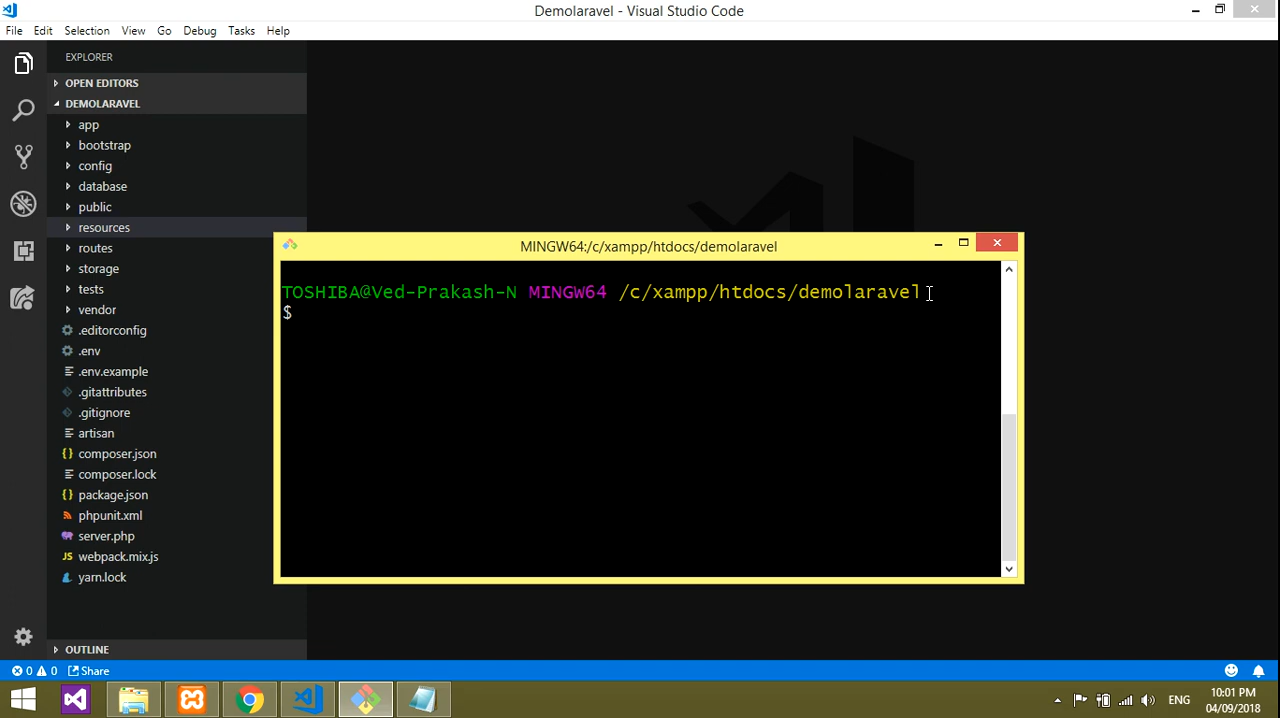 Demolaravel - Visual Studio Code
File Edit Selection View Go Debug Tasks Help
EXPLORER
OPEN EDITORS
DEMOLARAVEL
app
bootstrap
config
database
public
resources
routes
storage
tests
vendor
.editorconfig
.env
.env.example
.gitattributes
.gitignore
artisan
composer.json
composer.lock
package.json
phpunit.xml
server.php
JS webpack.mix.js
yarn.lock
OUTLINE
MINGW64:/c/xampp/htdocs/demolaravel
TOSHIBA@Ved-Prakash-N MINGW64 /c/xampp/htdocs/demolaravel
$
0 0 Share
ENG
10:01 PM
04/09/2018